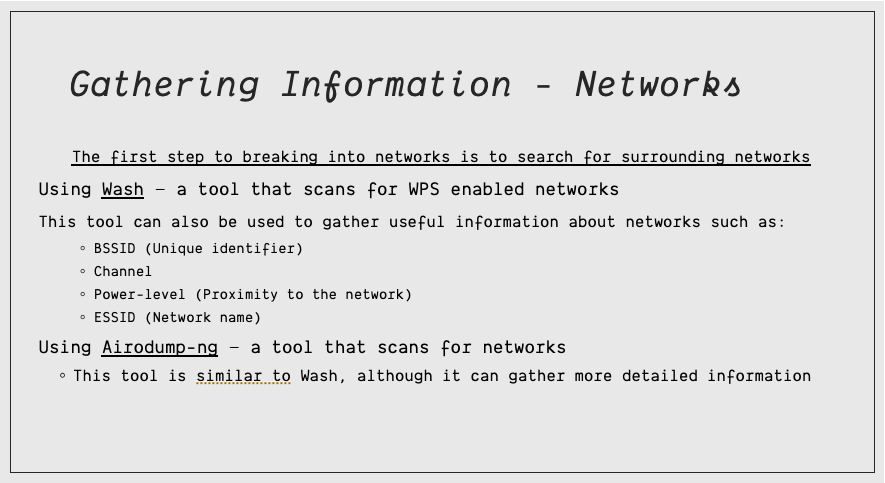 Gathering Information - Networks
The first step to breaking into networks is to search for surrounding networks
Using Wash – a tool that scans for WPS enabled networks
This tool can also be used to gather useful information about networks such as:
◦ BSSID (Unique identifier)
◦ Channel
◦ Power-level (Proximity to the network)
◦ ESSID (Network name)
Using Airodump-ng – a tool that scans for networks
◦ This tool is similar to Wash, although it can gather more detailed information